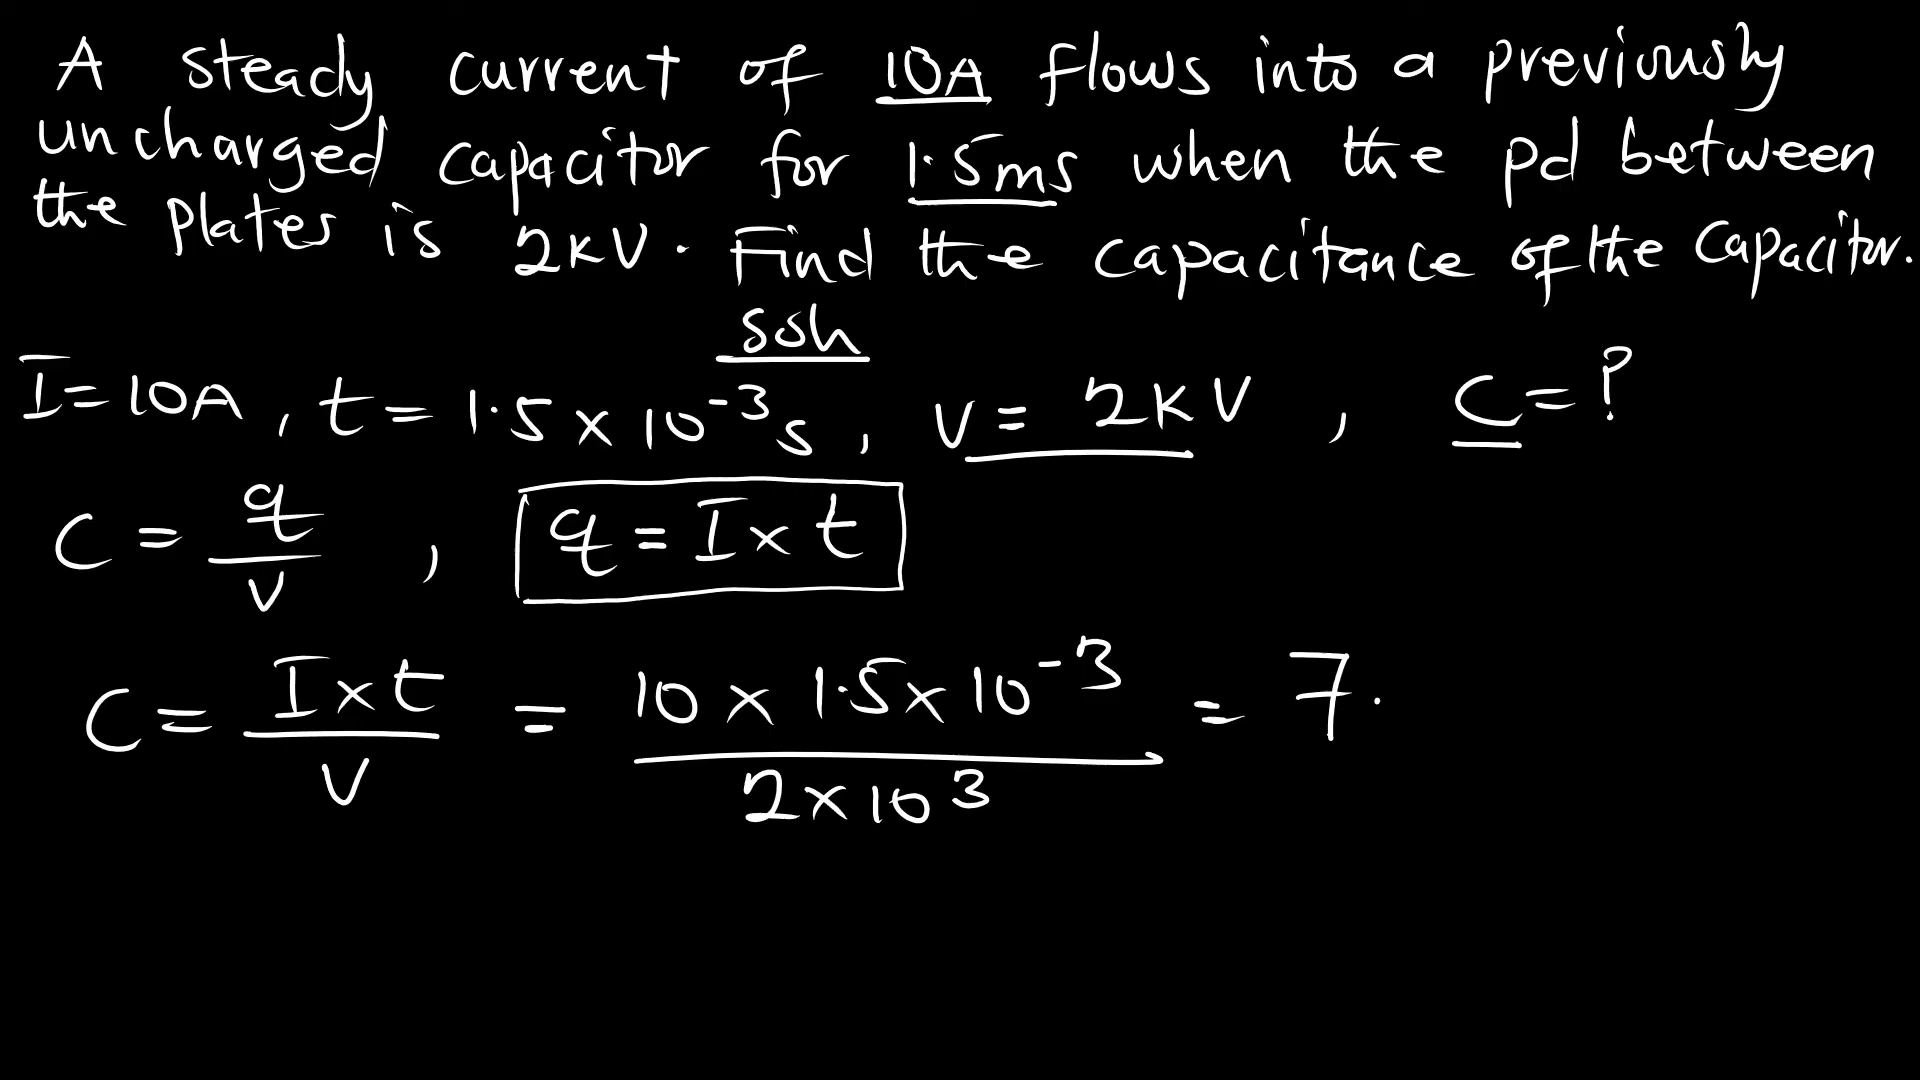 A steady current of 10A flows into a previously
uncharged capacitor for 1.5ms when the pd between
the plates is 2kV. Find the capacitance of the capacitor.
soln
I=10A, t=1.5×10⁻³s, V=2kV, C=?
C = q/V, q=I×t
C = I×t/V = 10×1.5×10⁻³/2×10³ = 7.